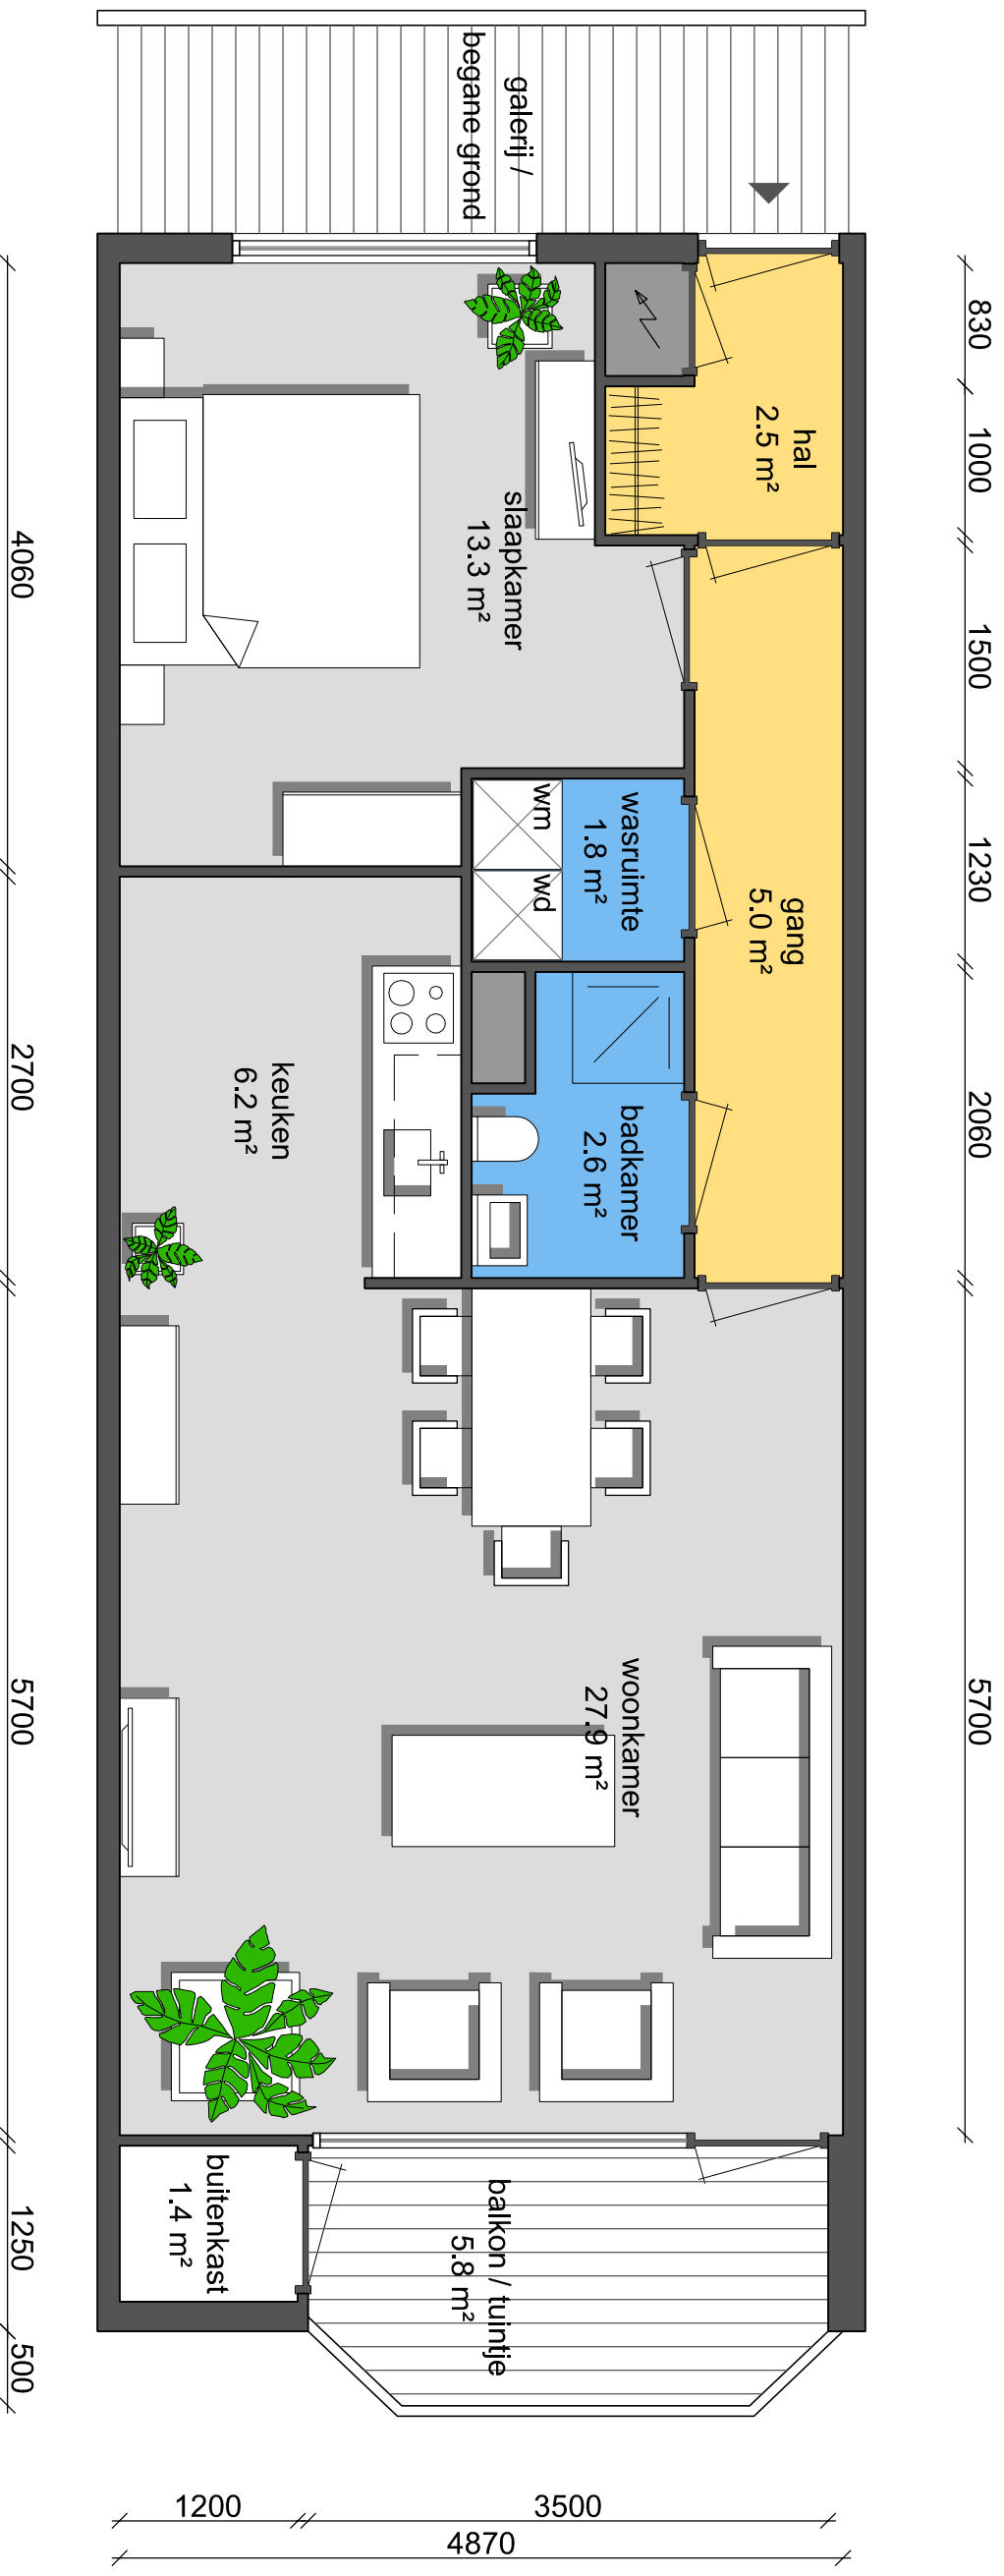 galerij /
begane grond
830
1000
1500
1230
2060
5700
hal
2.5 m²
slaapkamer
13.3 m²
gang
5.0 m²
wasruimte
1.8 m²
wm
wd
badkamer
2.6 m²
keuken
6.2 m²
woonkamer
27.9 m²
balkon / tuintje
5.8 m²
buitenkast
1.4 m²
4060
2700
5700
1250
500
1200
3500
4870